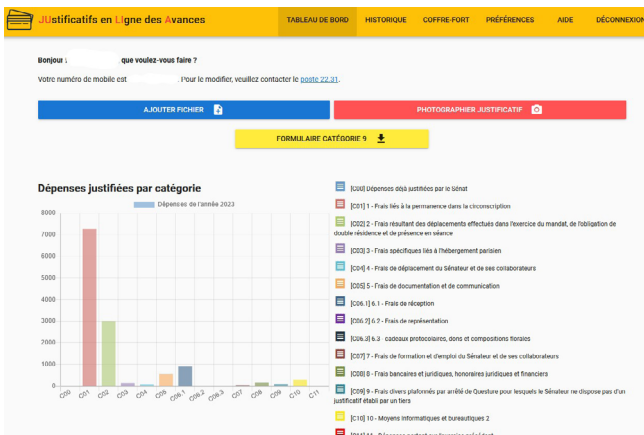 JUstificatifs en LIgne des Avances
TABLEAU DE BORD HISTORIQUE COFFRE-FORT PRÉFÉRENCES AIDE DÉCONNEXION
Bonjour , que voulez-vous faire ?
Votre numéro de mobile est . Pour le modifier, veuillez contacter le poste 22.31.
AJOUTER FICHIER
PHOTOGRAPHIER JUSTIFICATIF
FORMULAIRE CATÉGORIE 9
Dépenses justifiées par catégorie
Dépenses de l'année 2023
8000
7000
6000
5000
4000
3000
2000
1000
0
C00 C01 C02 C03 C04 C05 C06.1 C06.2 C06.3 C07 C08 C09 C10 C11
[C00] Dépenses déjà justifiées par le Sénat
[C01] 1 - Frais liés à la permanence dans la circonscription
[C02] 2 - Frais résultant des déplacements effectués dans l'exercice du mandat, de l'obligation de
double résidence et de présence en séance
[C03] 3 - Frais spécifiques liés à l'hébergement parisien
[C04] 4 - Frais de déplacement du Sénateur et de ses collaborateurs
[C05] 5 - Frais de documentation et de communication
[C06.1] 6.1 - Frais de réception
[C06.2] 6.2 - Frais de représentation
[C06.3] 6.3 - cadeaux protocolaires, dons et compositions florales
[C07] 7 - Frais de formation et d'emploi du Sénateur et de ses collaborateurs
[C08] 8 - Frais bancaires et juridiques, honoraires juridiques et financiers
[C09] 9 - Frais divers plafonnés par arrêté de Questure pour lesquels le Sénateur ne dispose pas d'un
justificatif établi par un tiers
[C10] 10 - Moyens informatiques et bureautiques 2